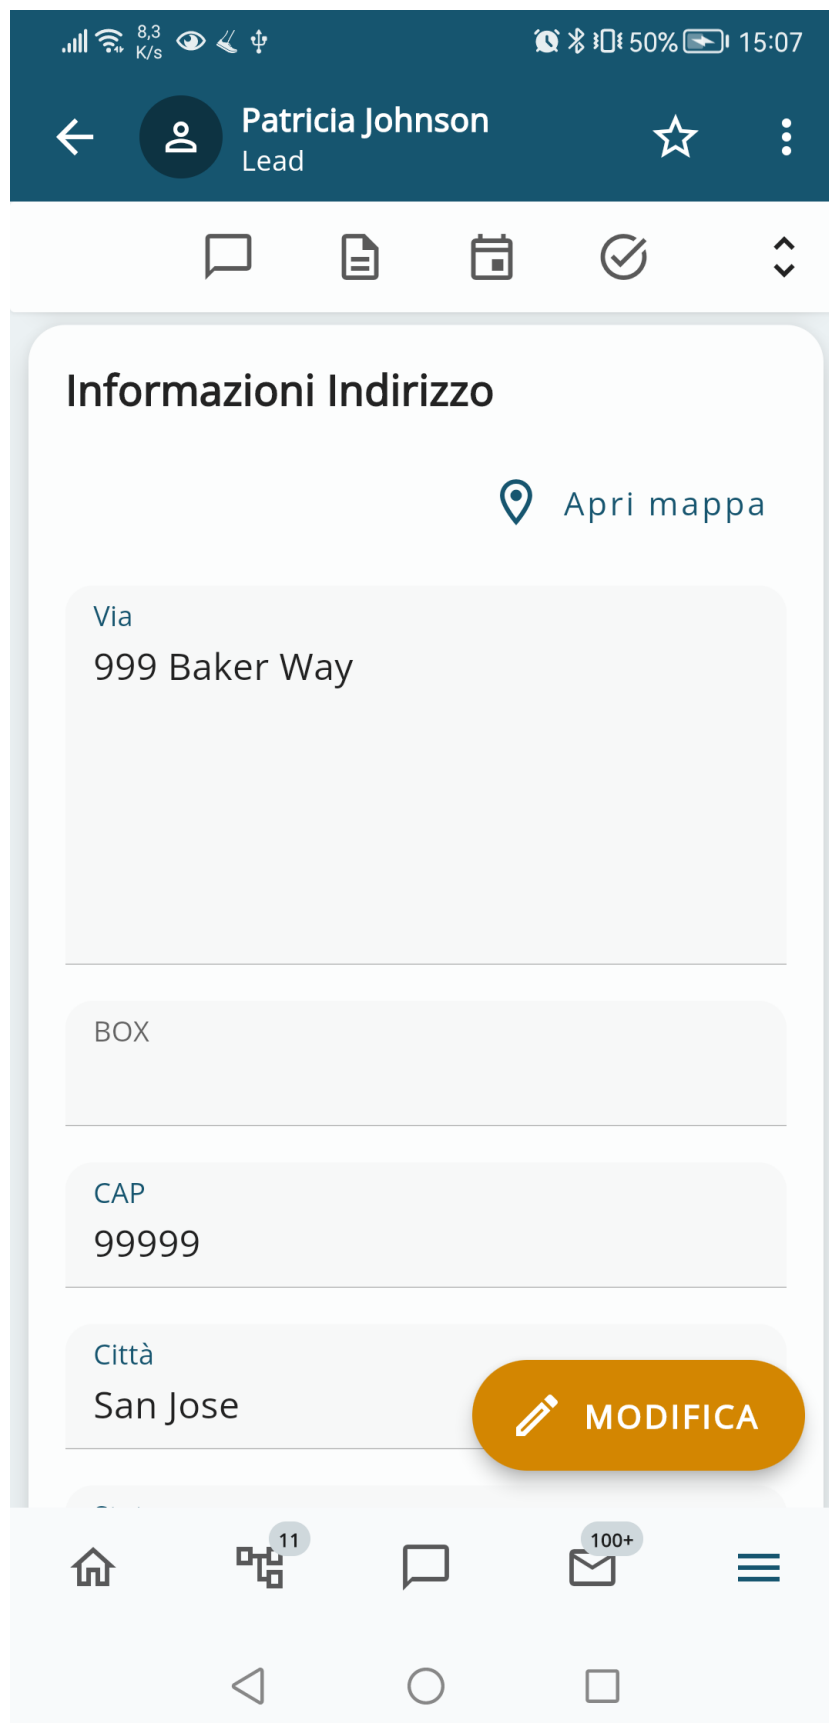 8,3
K/s
50%
15:07
Patricia Johnson
Lead
Informazioni Indirizzo
Apri mappa
Via
999 Baker Way
BOX
CAP
99999
Città
San Jose
MODIFICA
11
100+